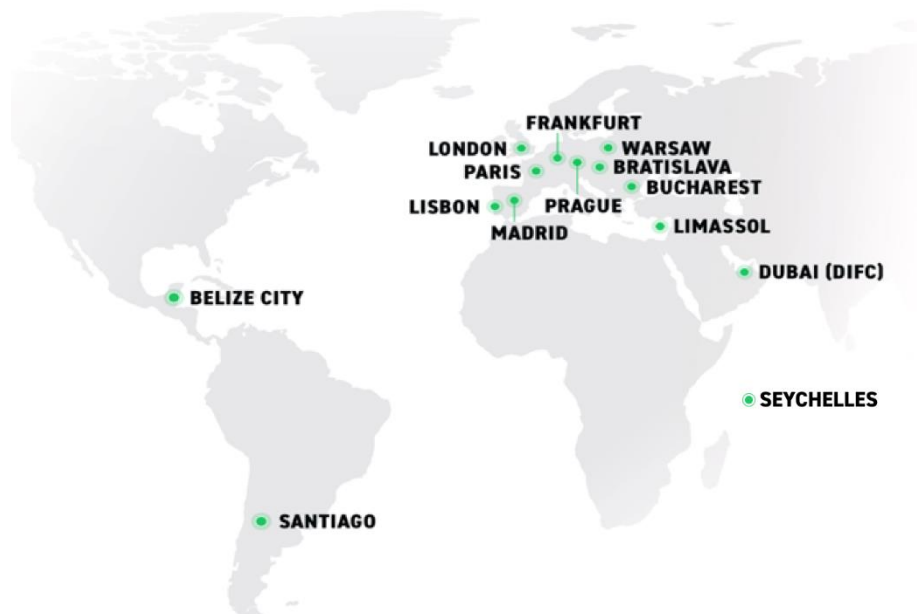 FRANKFURT
LONDON
WARSAW
PARIS
BRATISLAVA
BUCHAREST
LISBON
PRAGUE
MADRID
LIMASSOL
DUBAI (DIFC)
BELIZE CITY
SEYCHELLES
SANTIAGO